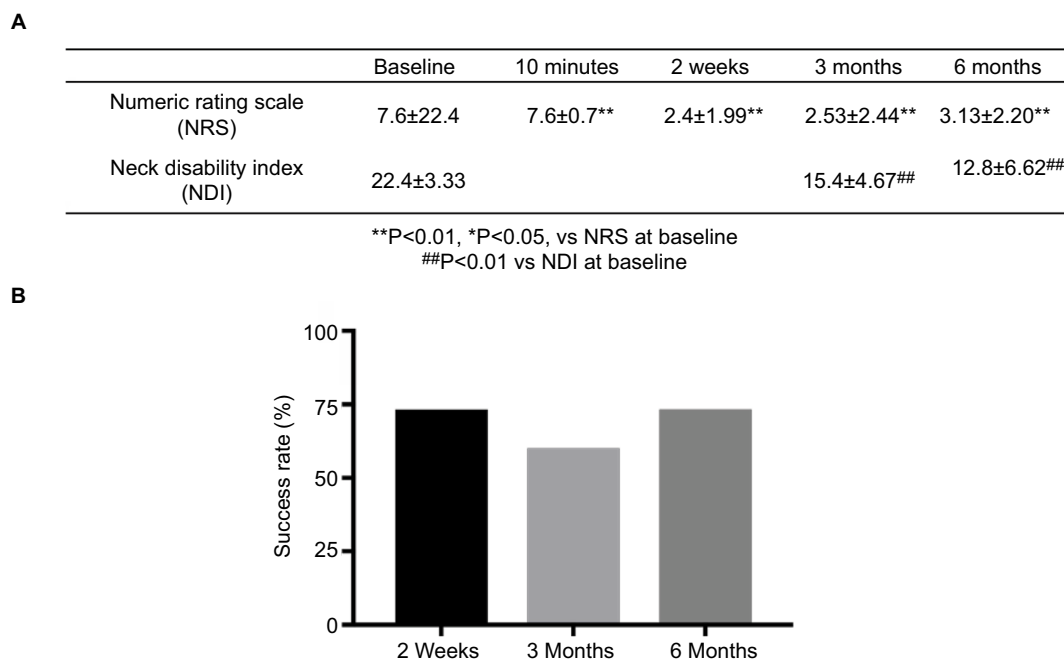 A
Baseline 10 minutes 2 weeks 3 months 6 months
Numeric rating scale
(NRS)
7.6±22.4 7.6±0.7** 2.4±1.99** 2.53±2.44** 3.13±2.20**
Neck disability index
(NDI)
22.4±3.33 15.4±4.67## 12.8±6.62##
**P<0.01, *P<0.05, vs NRS at baseline
##P<0.01 vs NDI at baseline
B
Success rate (%)
100
75
50
25
0
2 Weeks 3 Months 6 Months